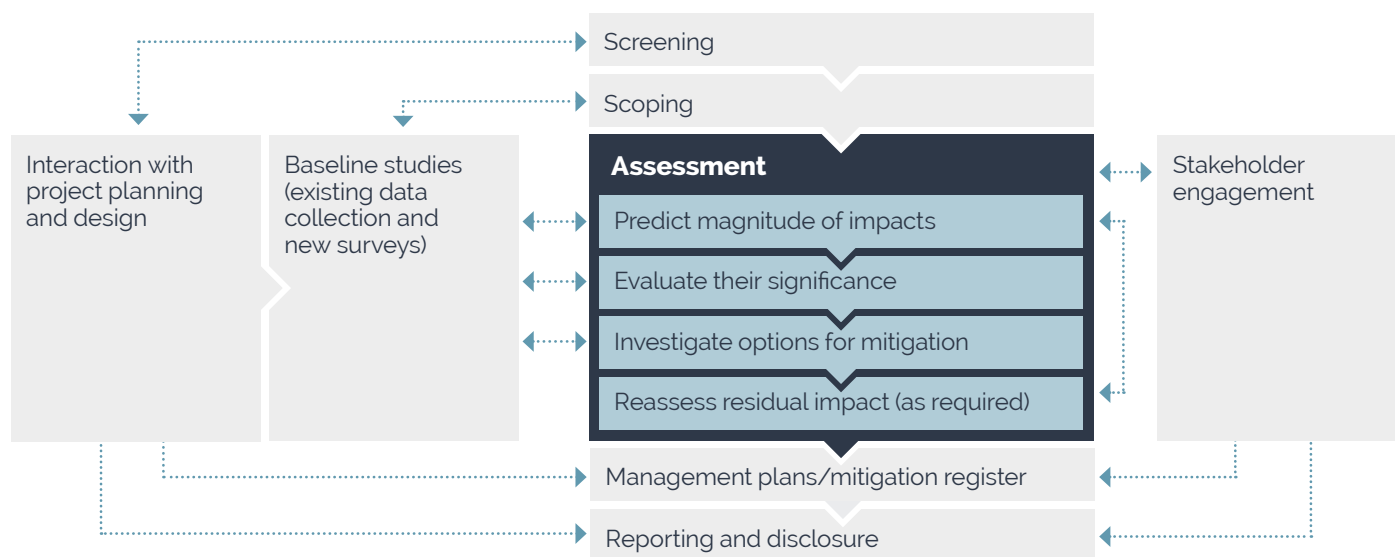 Screening
Scoping
Interaction with
project planning
and design
Baseline studies
(existing data
collection and
new surveys)
Assessment
Predict magnitude of impacts
Evaluate their significance
Investigate options for mitigation
Reassess residual impact (as required)
Stakeholder
engagement
Management plans/mitigation register
Reporting and disclosure